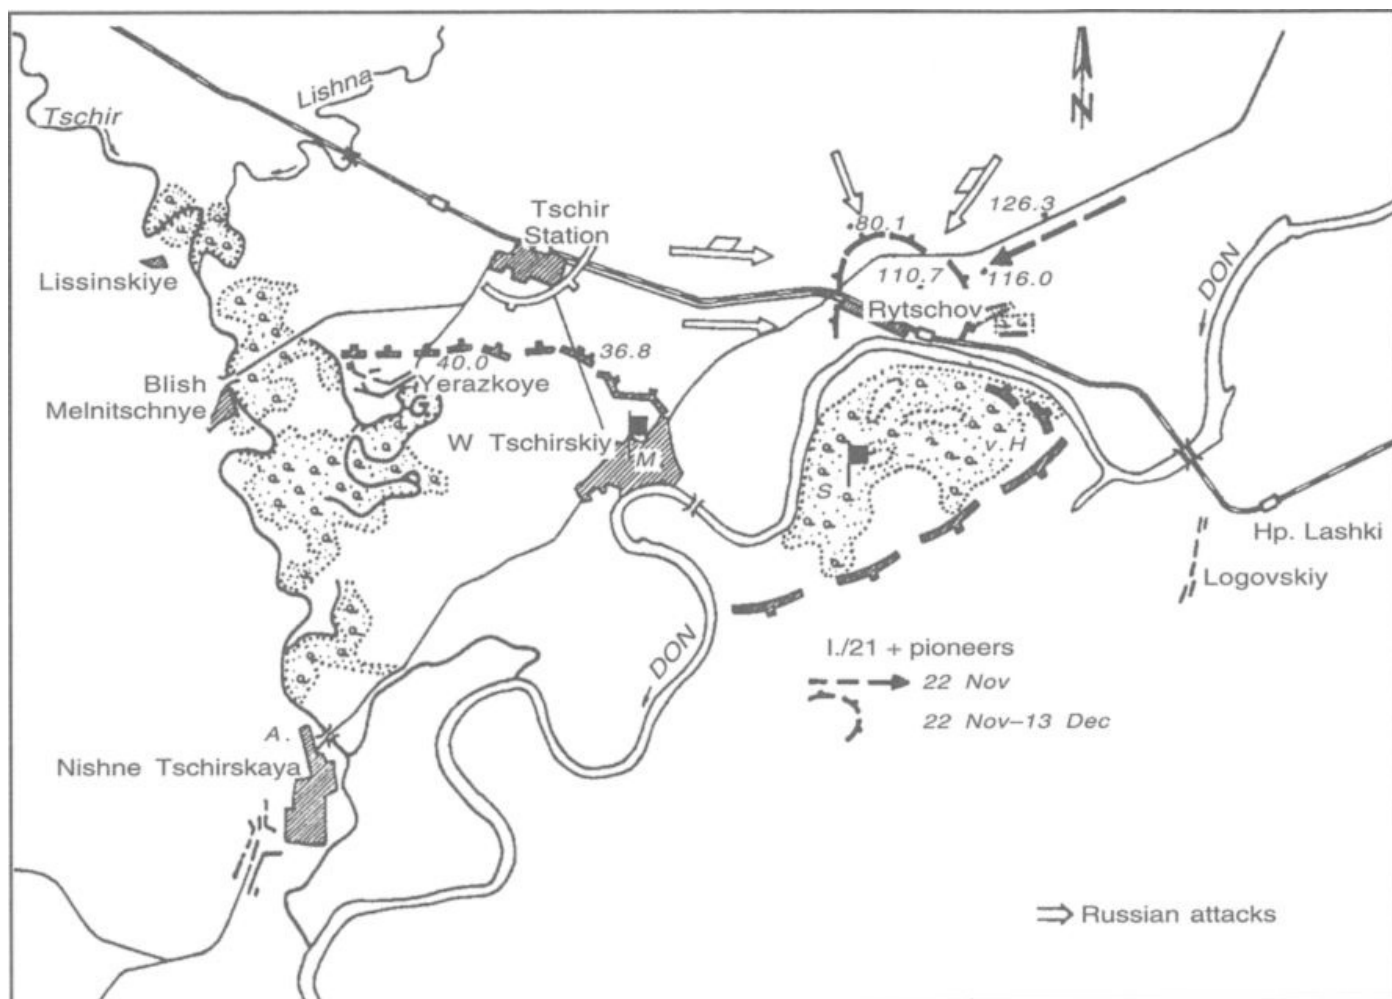 Lishna
Tschir
N
Tschir
Station
126.3
80.1
110.7
116.0
DON
Lissinskiye
Rytschov
36.8
40.0
Yerazkoye
Blish
Melnitschnye
G
W Tschirskiy
M.
v. H
S
Hp. Lashki
Logovskiy
DON
I./21 + pioneers
22 Nov
22 Nov–13 Dec
A.
Nishne Tschirskaya
Russian attacks